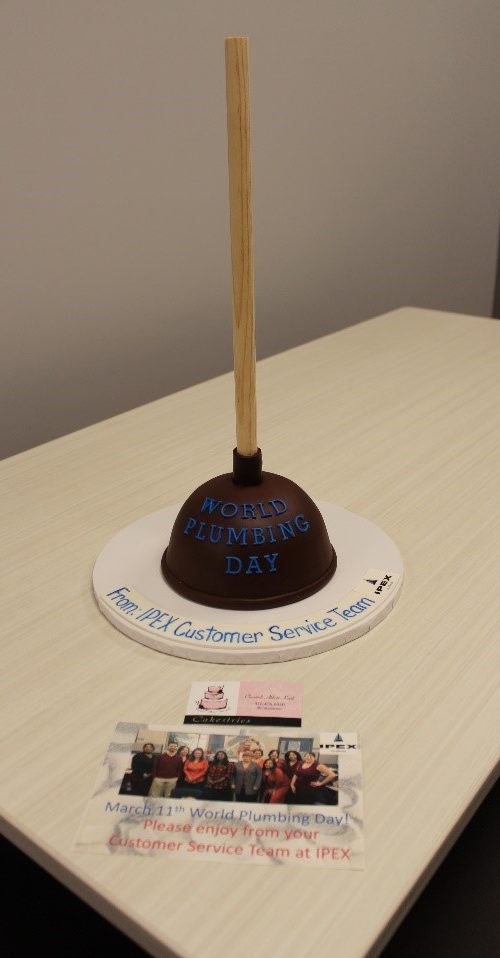 WORLD
PLUMBING
DAY
From: IPEX Customer Service Team
IPEX
Cakestries
IPEX
March 11th World Plumbing Day!
Please enjoy from your
Customer Service Team at IPEX